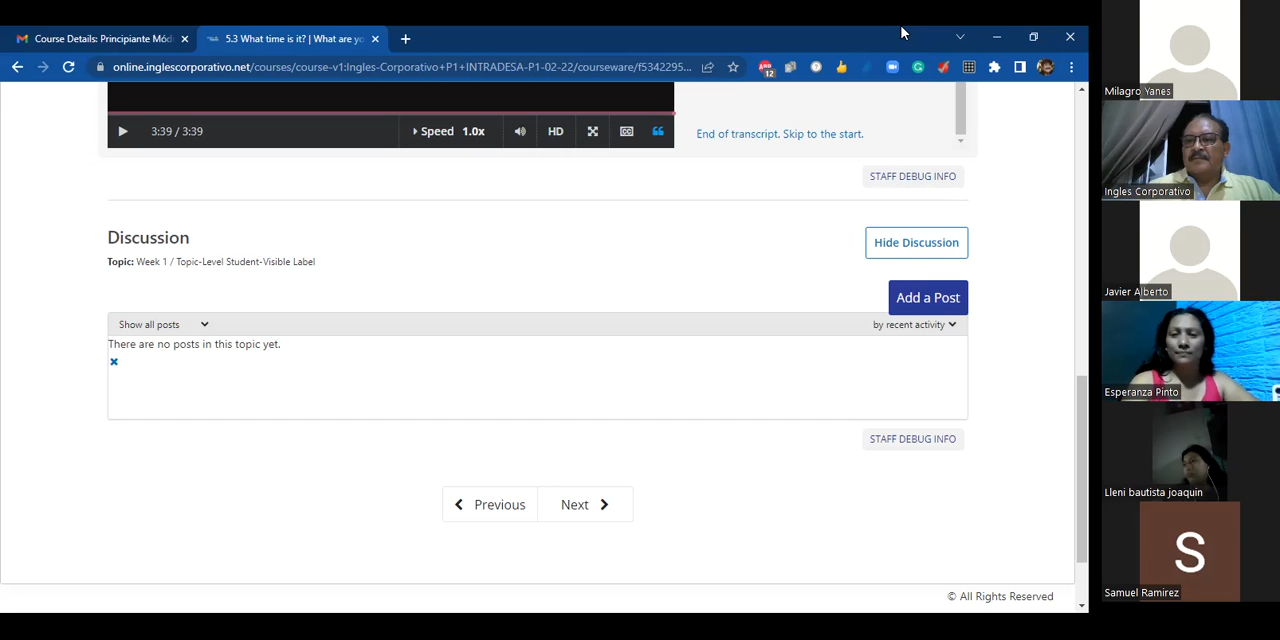 Course Details: Principiante Mód
5.3 What time is it? | What are yo
online.inglescorporativo.net/courses/course-v1:Ingles-Corporativo+P1+INTRADESA-P1-02-22/courseware/f5342295...
12
3:39 / 3:39
Speed 1.0x
HD
CC
End of transcript. Skip to the start.
STAFF DEBUG INFO
Discussion
Hide Discussion
Topic: Week 1 / Topic-Level Student-Visible Label
Add a Post
Show all posts
by recent activity
There are no posts in this topic yet.
STAFF DEBUG INFO
Previous
Next
© All Rights Reserved
Milagro Yanes
Ingles Corporativo
Javier Alberto
Esperanza Pinto
Lleni bautista joaquin
S
Samuel Ramirez